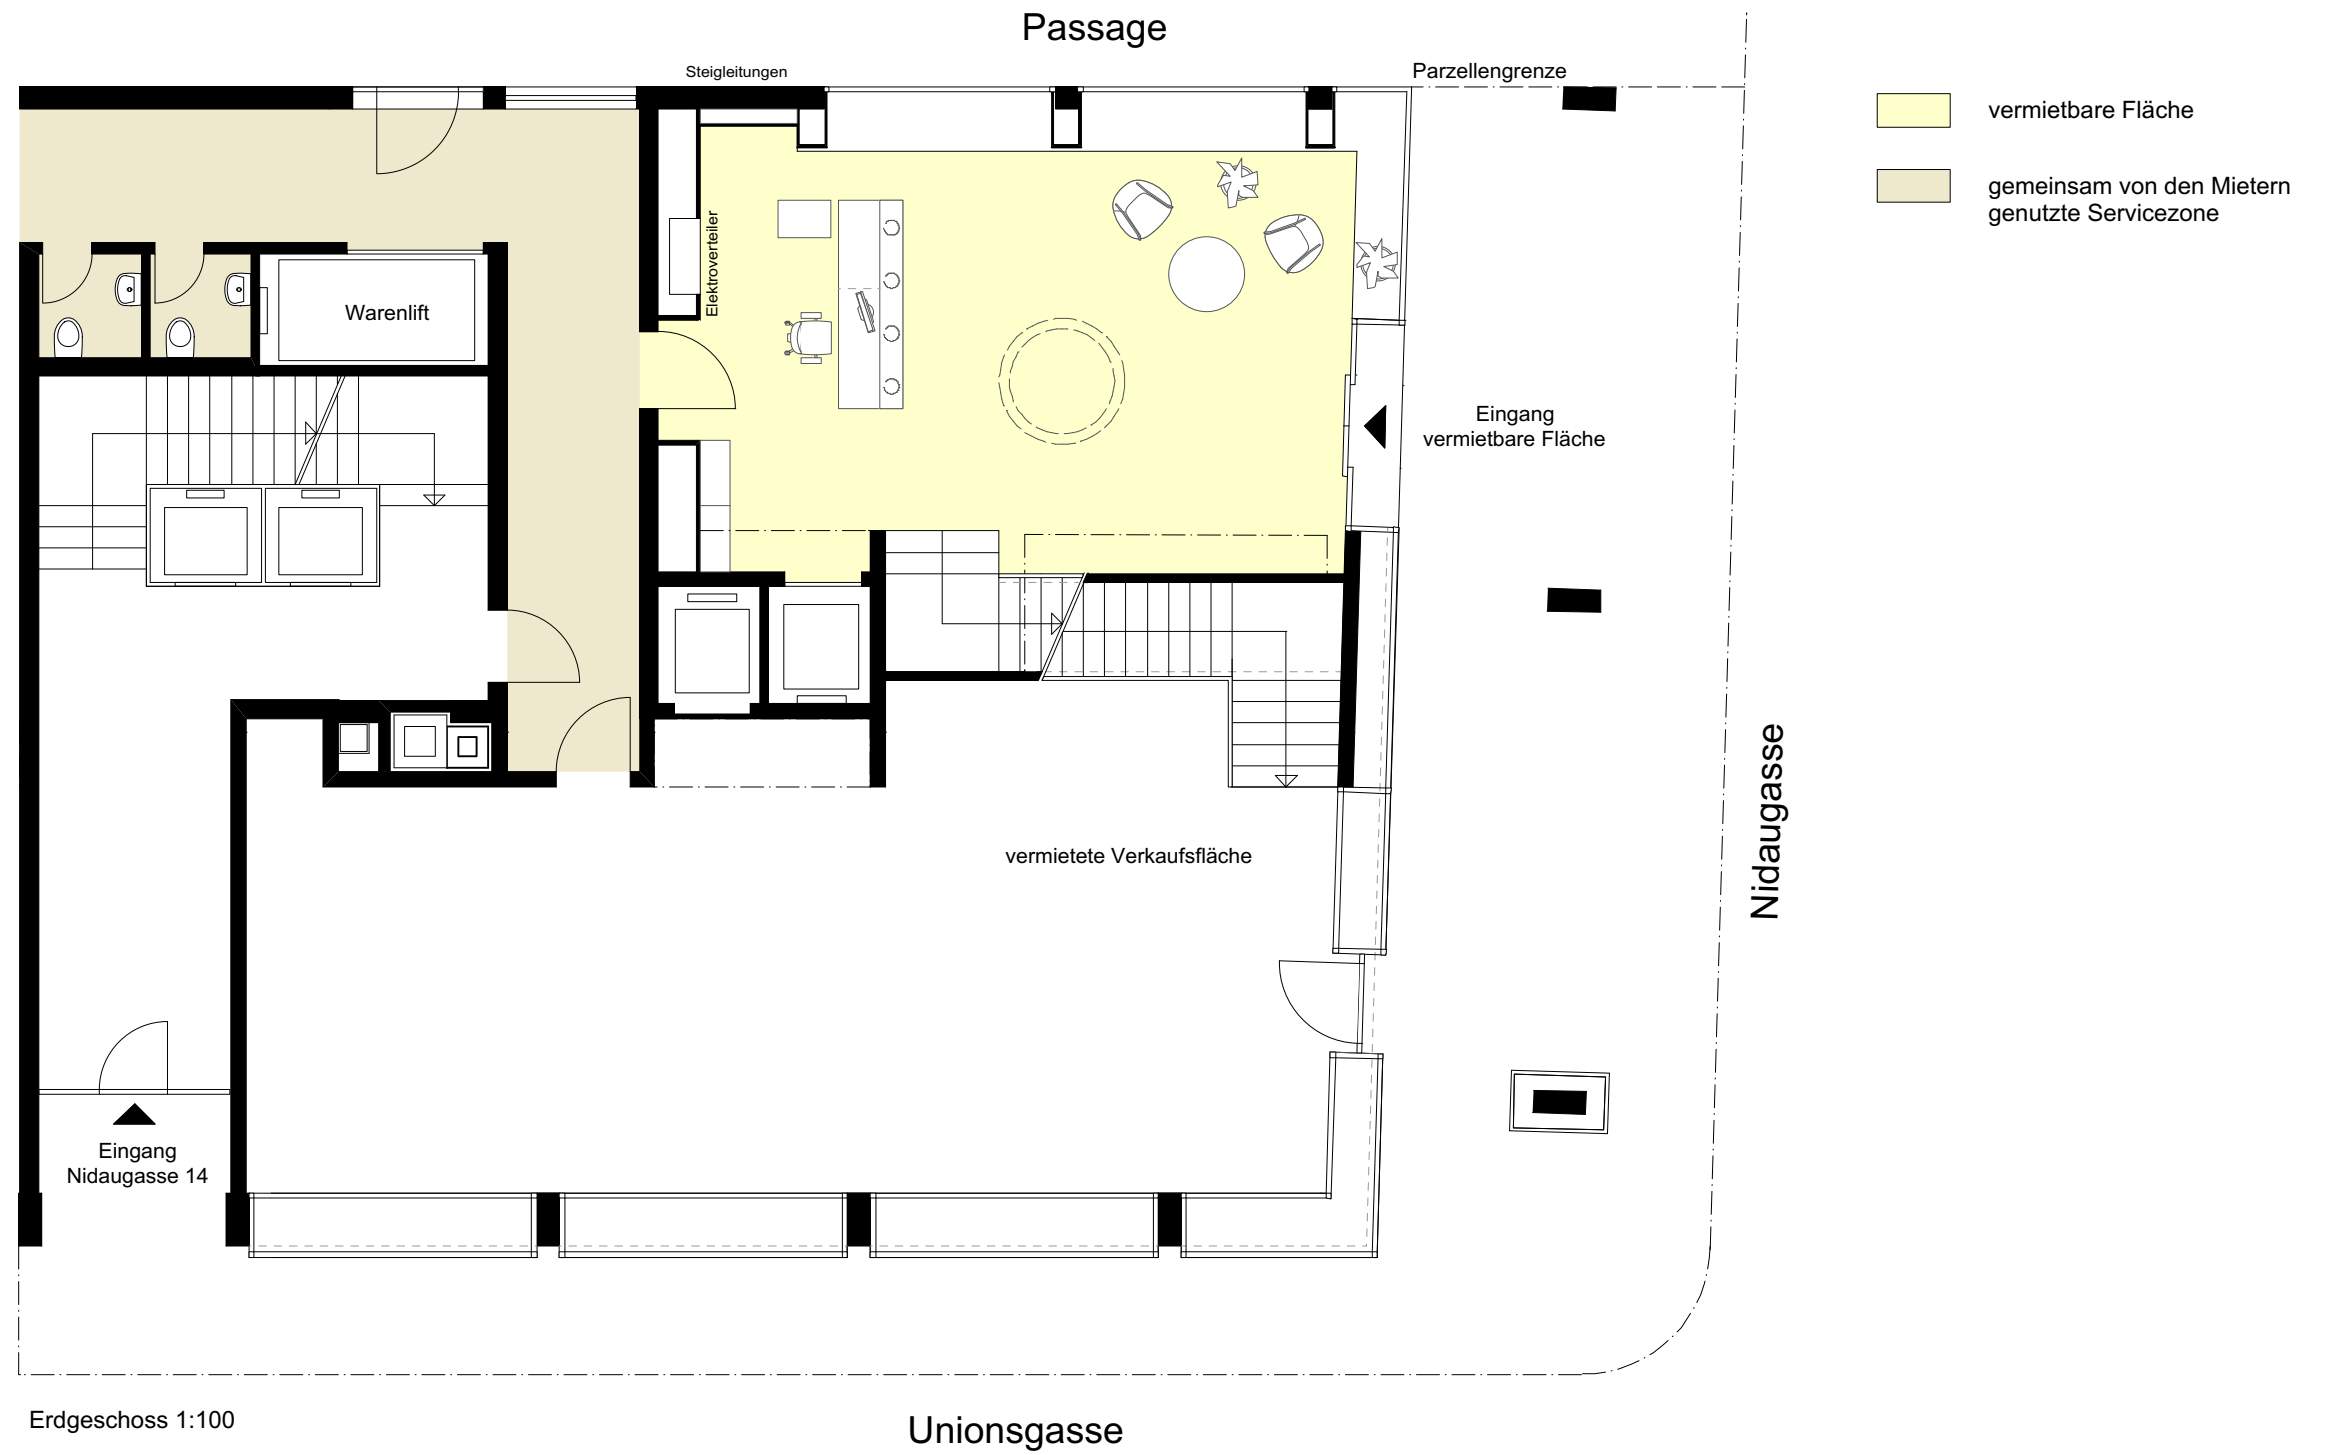 Passage
Steigleitungen
Parzellengrenze
vermietbare Fläche
gemeinsam von den Mietern
genutzte Servicezone
Elektroverteiler
Warenlift
Eingang
vermietbare Fläche
Nidaugasse
vermietete Verkaufsfläche
Eingang
Nidaugasse 14
Erdgeschoss 1:100
Unionsgasse